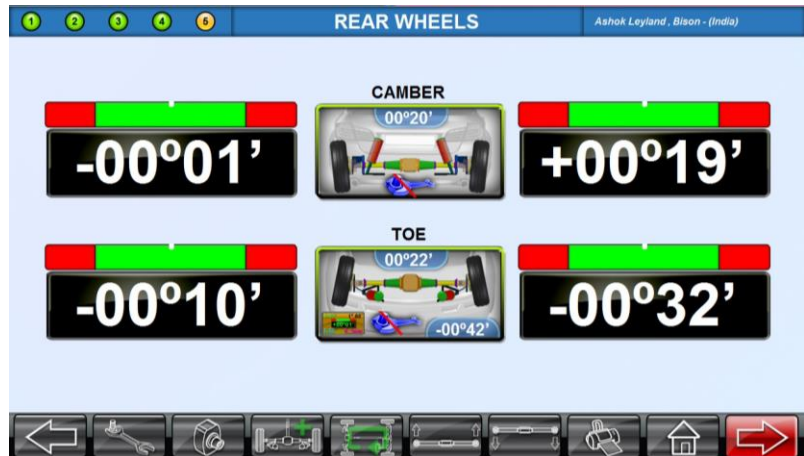 1 2 3 4 5 REAR WHEELS Ashok Leyland , Bison - (India)
CAMBER
00º20’
-00º01’ +00º19’
TOE
00º22’
-00º10’ -00º32’
-00º42’